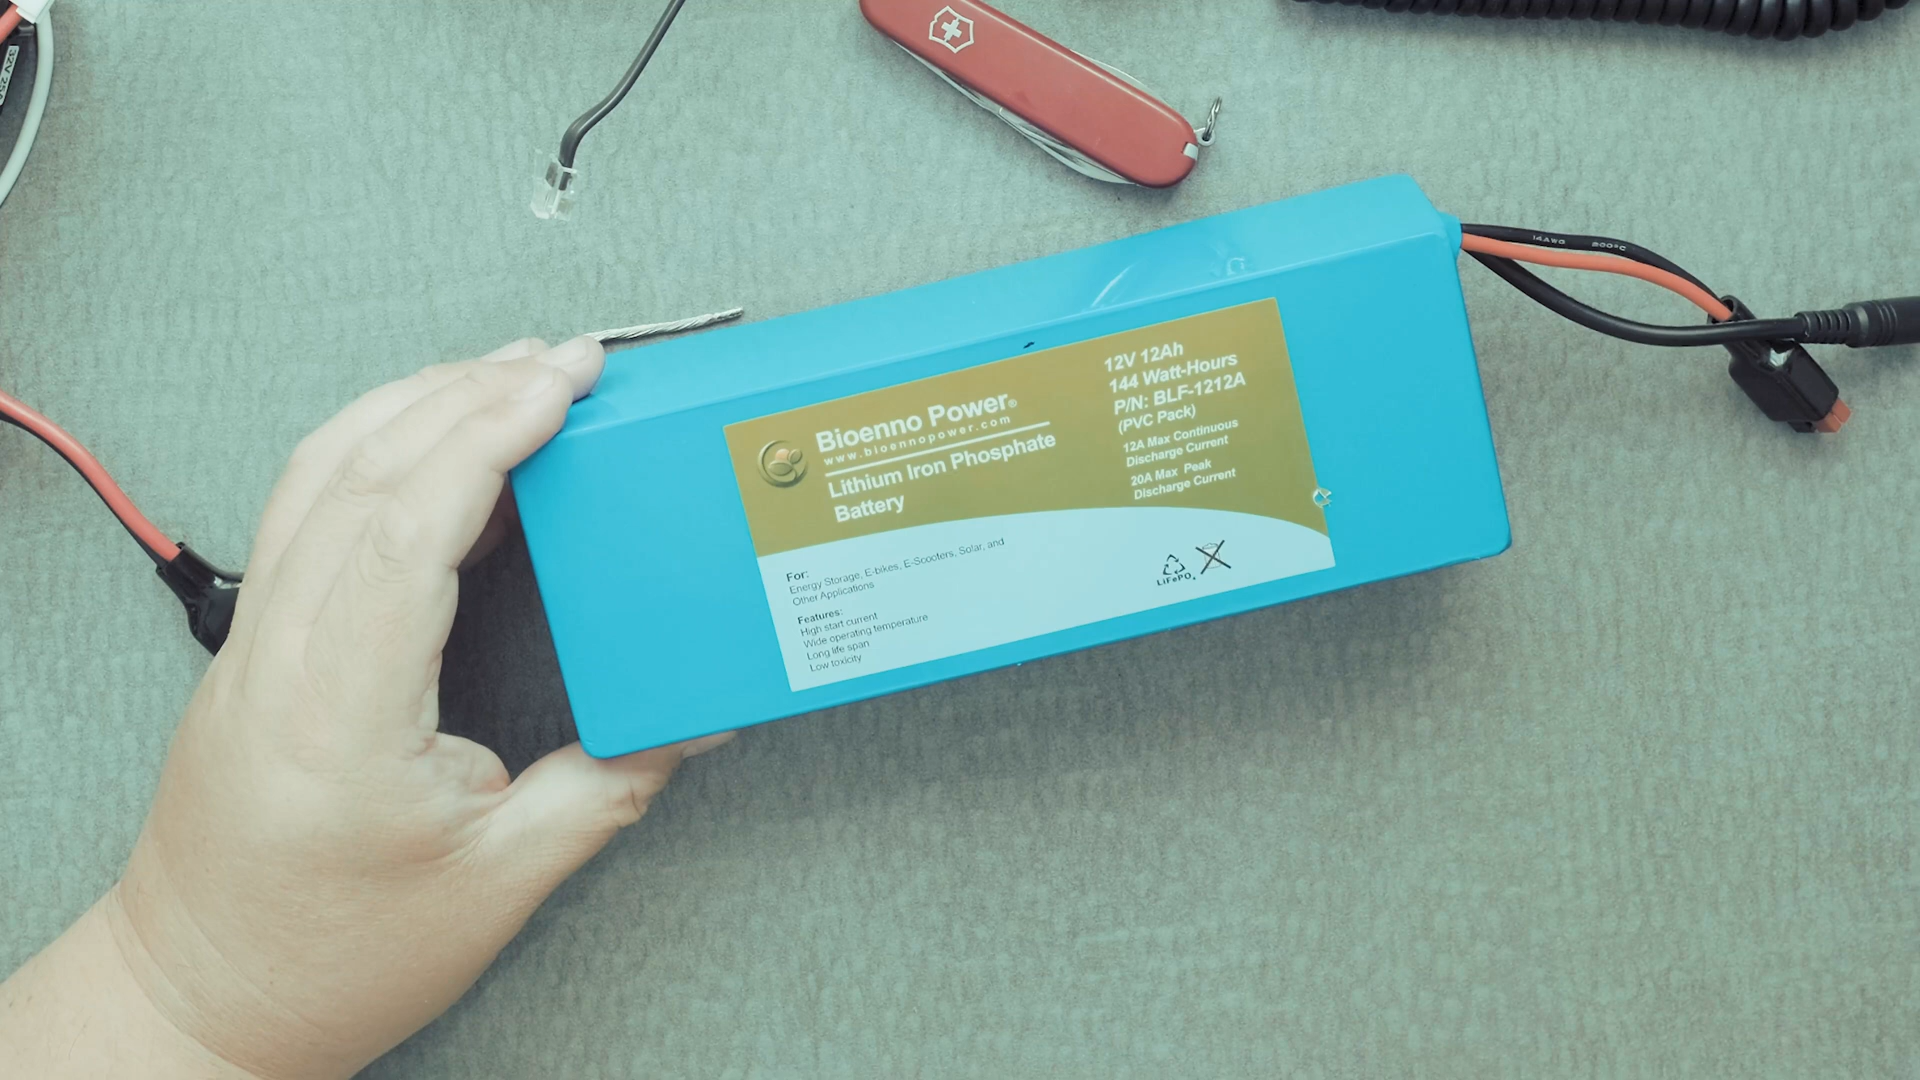 32V 25A
14AWG 200°C
Bioenno Power®
www.bioennopower.com
Lithium Iron Phosphate
Battery
12V 12Ah
144 Watt-Hours
P/N: BLF-1212A
(PVC Pack)
12A Max Continuous
Discharge Current
20A Max Peak
Discharge Current
For:
Energy Storage, E-bikes, E-Scooters, Solar, and
Other Applications
Features:
High start current
Wide operating temperature
Long life span
Low toxicity
LiFePO₄